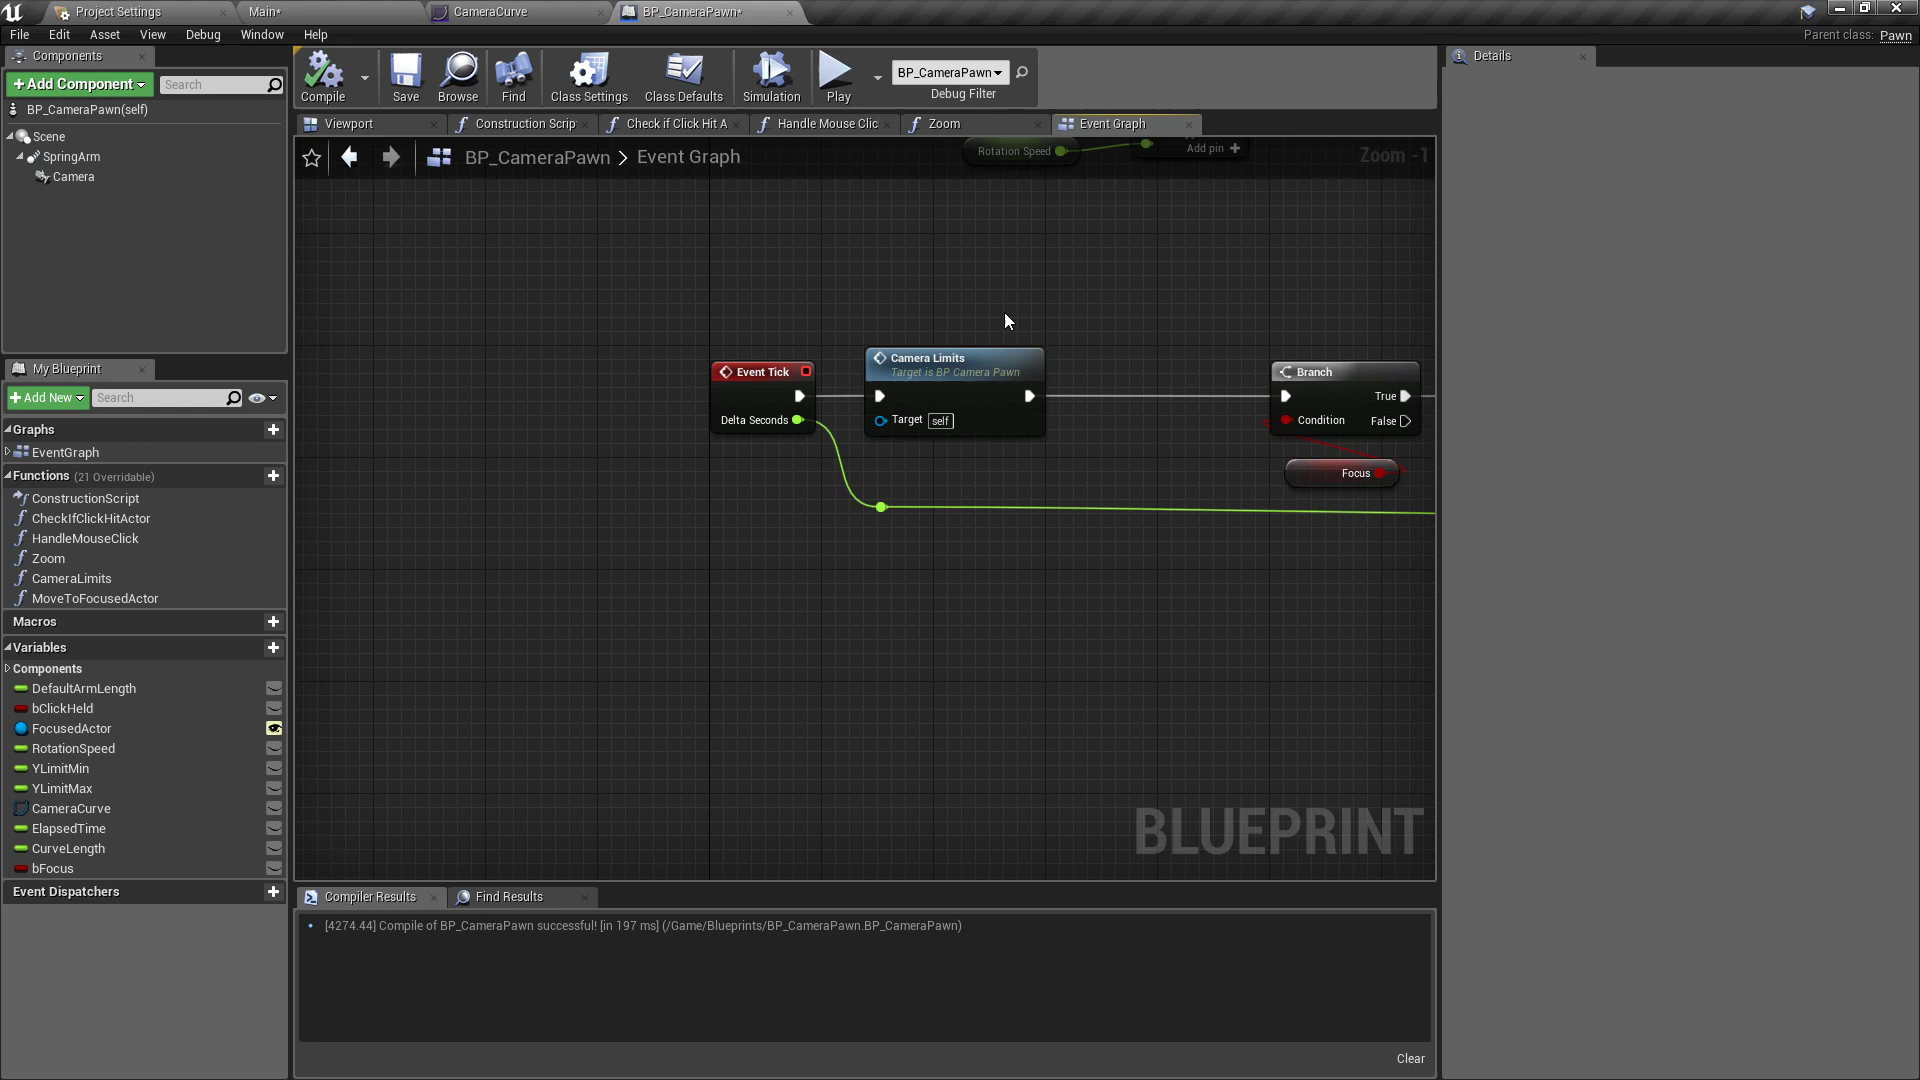 Project Settings
Main*
CameraCurve
BP_CameraPawn*
File Edit Asset View Debug Window Help
Parent class: Pawn
Components
+Add Component
Search
BP_CameraPawn(self)
Scene
SpringArm
Camera
My Blueprint
+Add New
Search
Graphs
EventGraph
Functions (21 Overridable)
ConstructionScript
CheckIfClickHitActor
HandleMouseClick
Zoom
CameraLimits
MoveToFocusedActor
Macros
Variables
Components
DefaultArmLength
bClickHeld
FocusedActor
RotationSpeed
YLimitMin
YLimitMax
CameraCurve
ElapsedTime
CurveLength
bFocus
Event Dispatchers
Compile
Save
Browse
Find
Class Settings
Class Defaults
Simulation
Play
BP_CameraPawn
Debug Filter
Viewport
Construction Scrip
Check if Click Hit A
Handle Mouse Clic
Zoom
Event Graph
BP_CameraPawn > Event Graph
Rotation Speed
Add pin +
Zoom -1
Event Tick
Delta Seconds
Camera Limits
Target is BP Camera Pawn
Target self
Branch
True
Condition
False
Focus
BLUEPRINT
Compiler Results
Find Results
[4274.44] Compile of BP_CameraPawn successful! [in 197 ms] (/Game/Blueprints/BP_CameraPawn.BP_CameraPawn)
Clear
Details